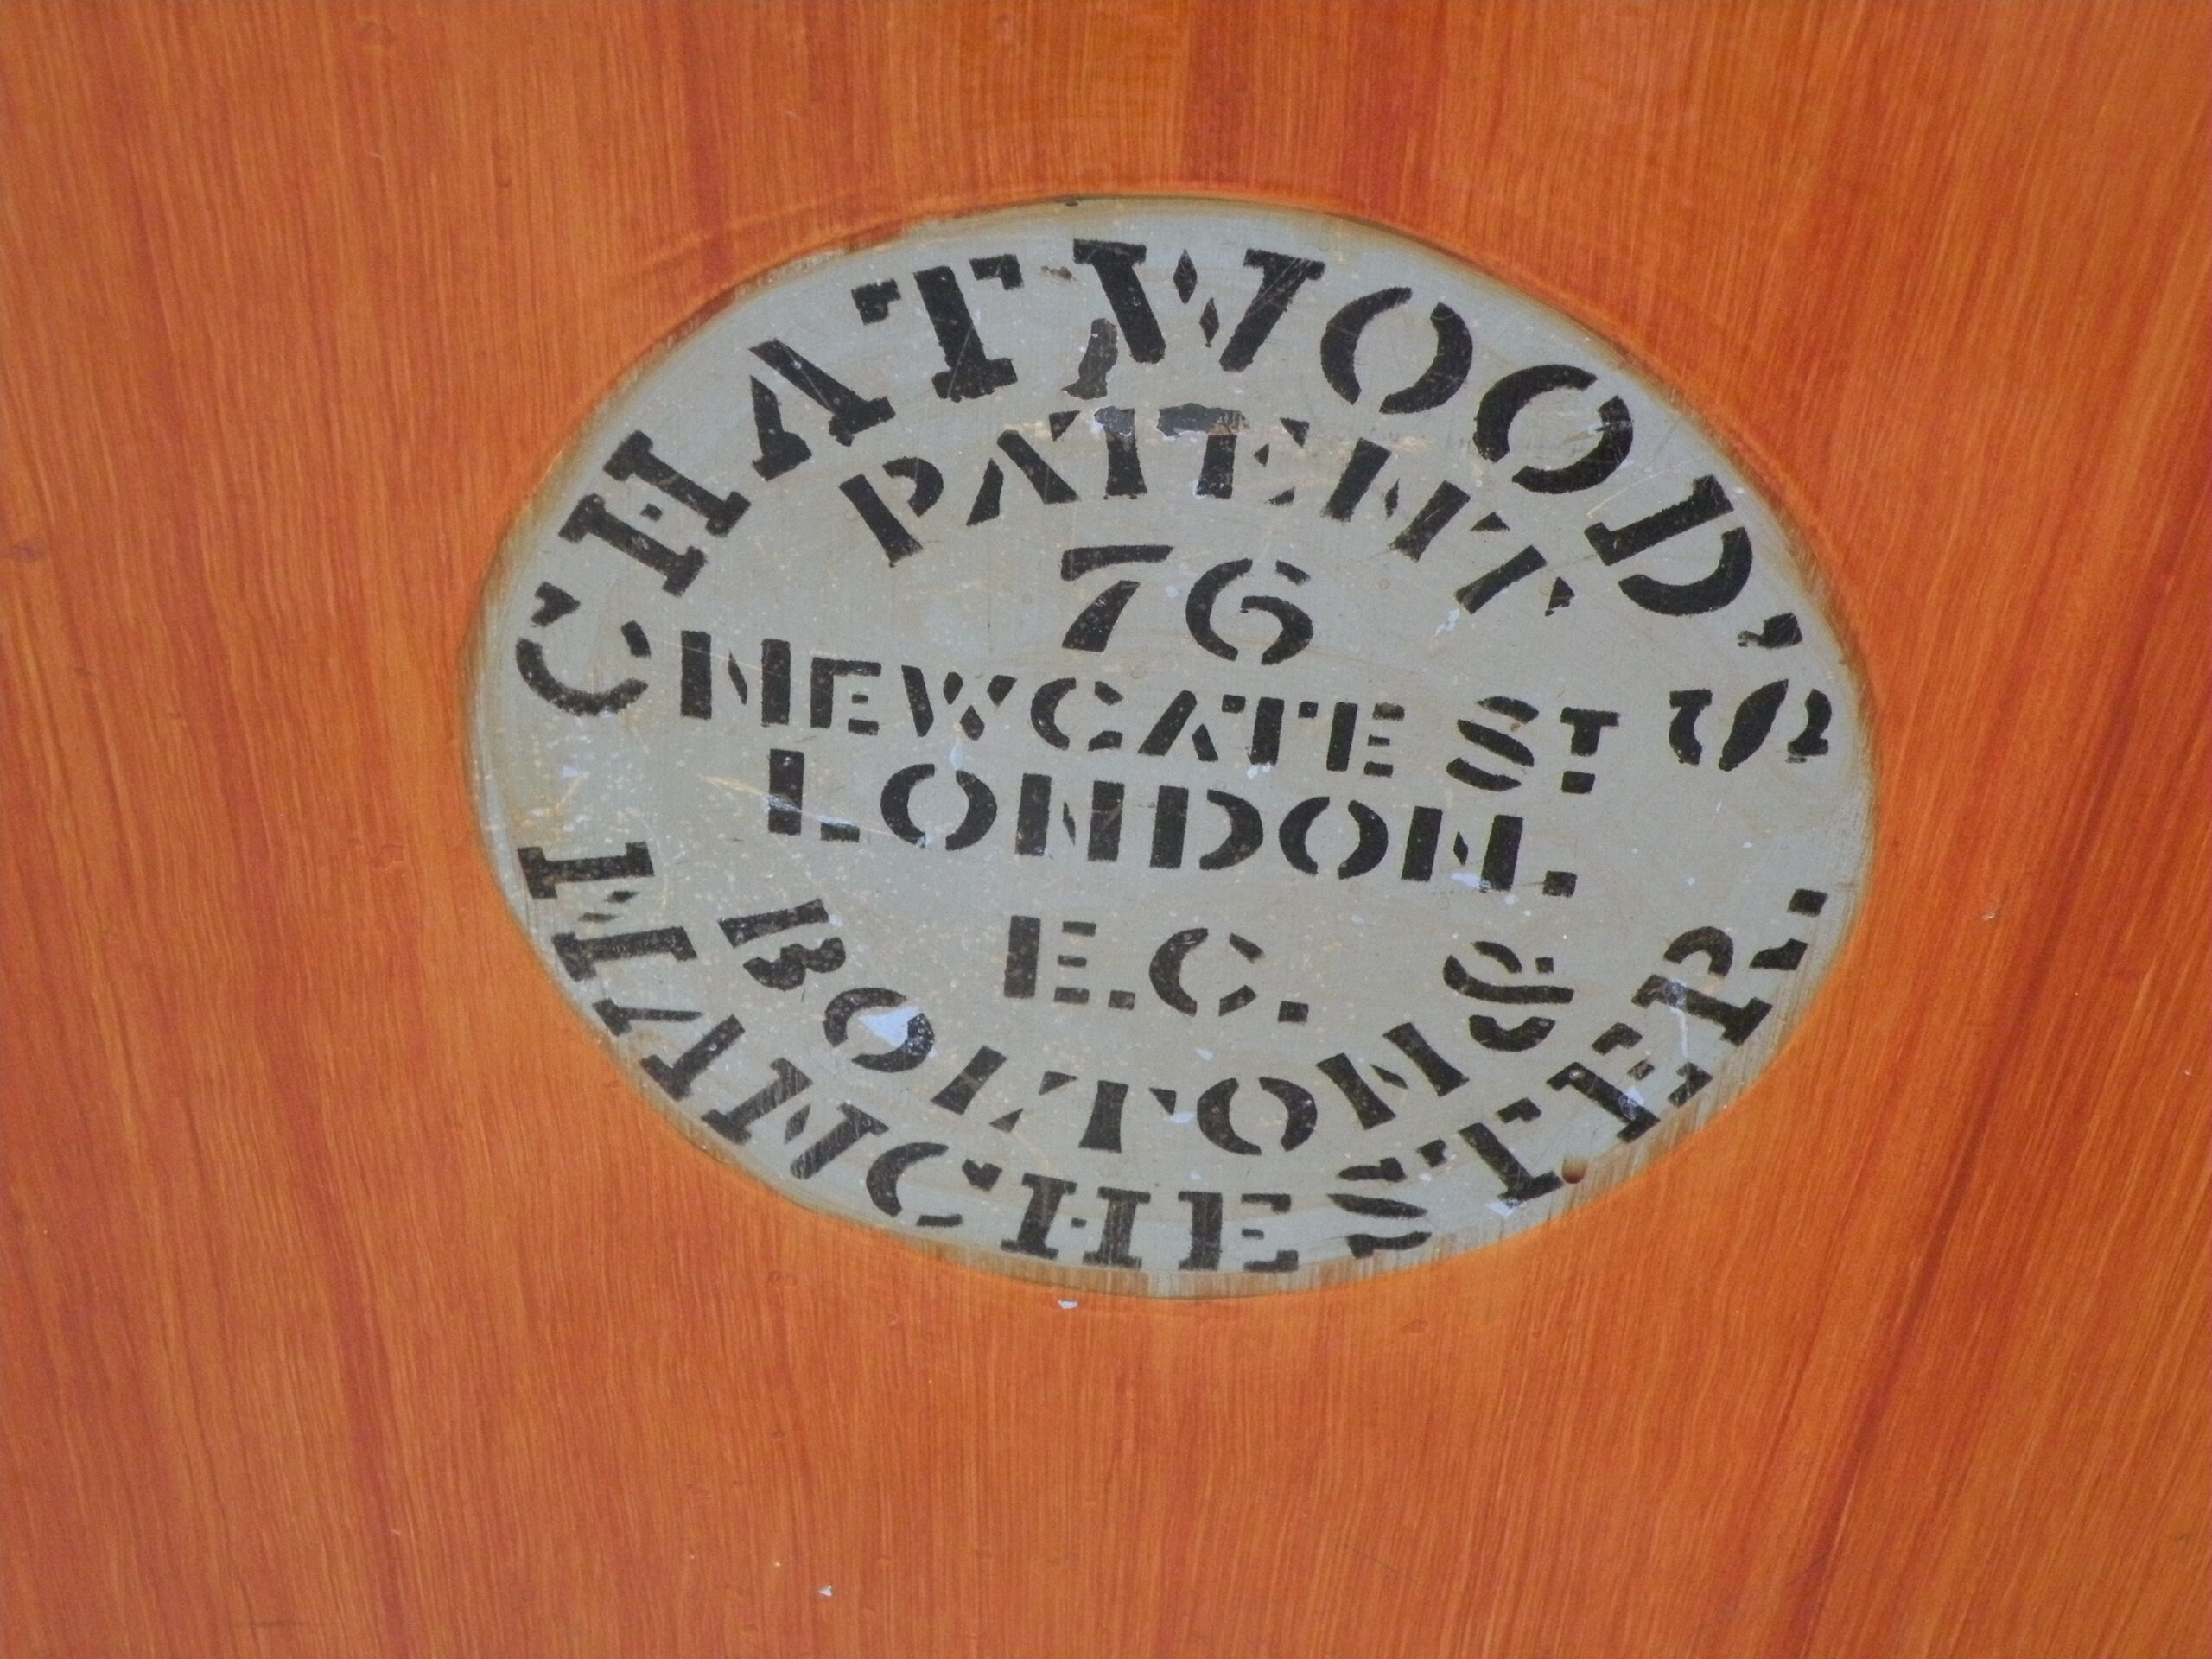 CHATWOOD'S
PATENT
76
NEWGATE ST
LONDON.
E.C.
BOLTON &
MANCHESTER.